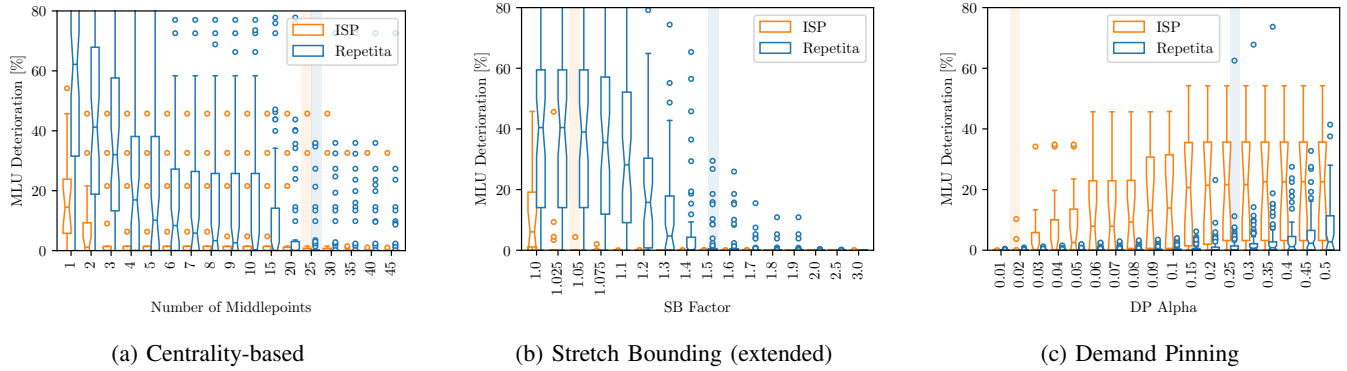 MLU Deterioration [%]
80
60
40
20
0
ISP
Repetita
1 2 3 4 5 6 7 8 9 10 15 20 25 30 35 40 45
Number of Middlepoints
(a) Centrality-based
MLU Deterioration [%]
80
60
40
20
0
ISP
Repetita
1.0 1.025 1.05 1.075 1.1 1.2 1.3 1.4 1.5 1.6 1.7 1.8 1.9 2.0 2.5 3.0
SB Factor
(b) Stretch Bounding (extended)
MLU Deterioration [%]
80
60
40
20
0
ISP
Repetita
0.01 0.02 0.03 0.04 0.05 0.06 0.07 0.08 0.09 0.1 0.15 0.2 0.25 0.3 0.35 0.4 0.45 0.5
DP Alpha
(c) Demand Pinning